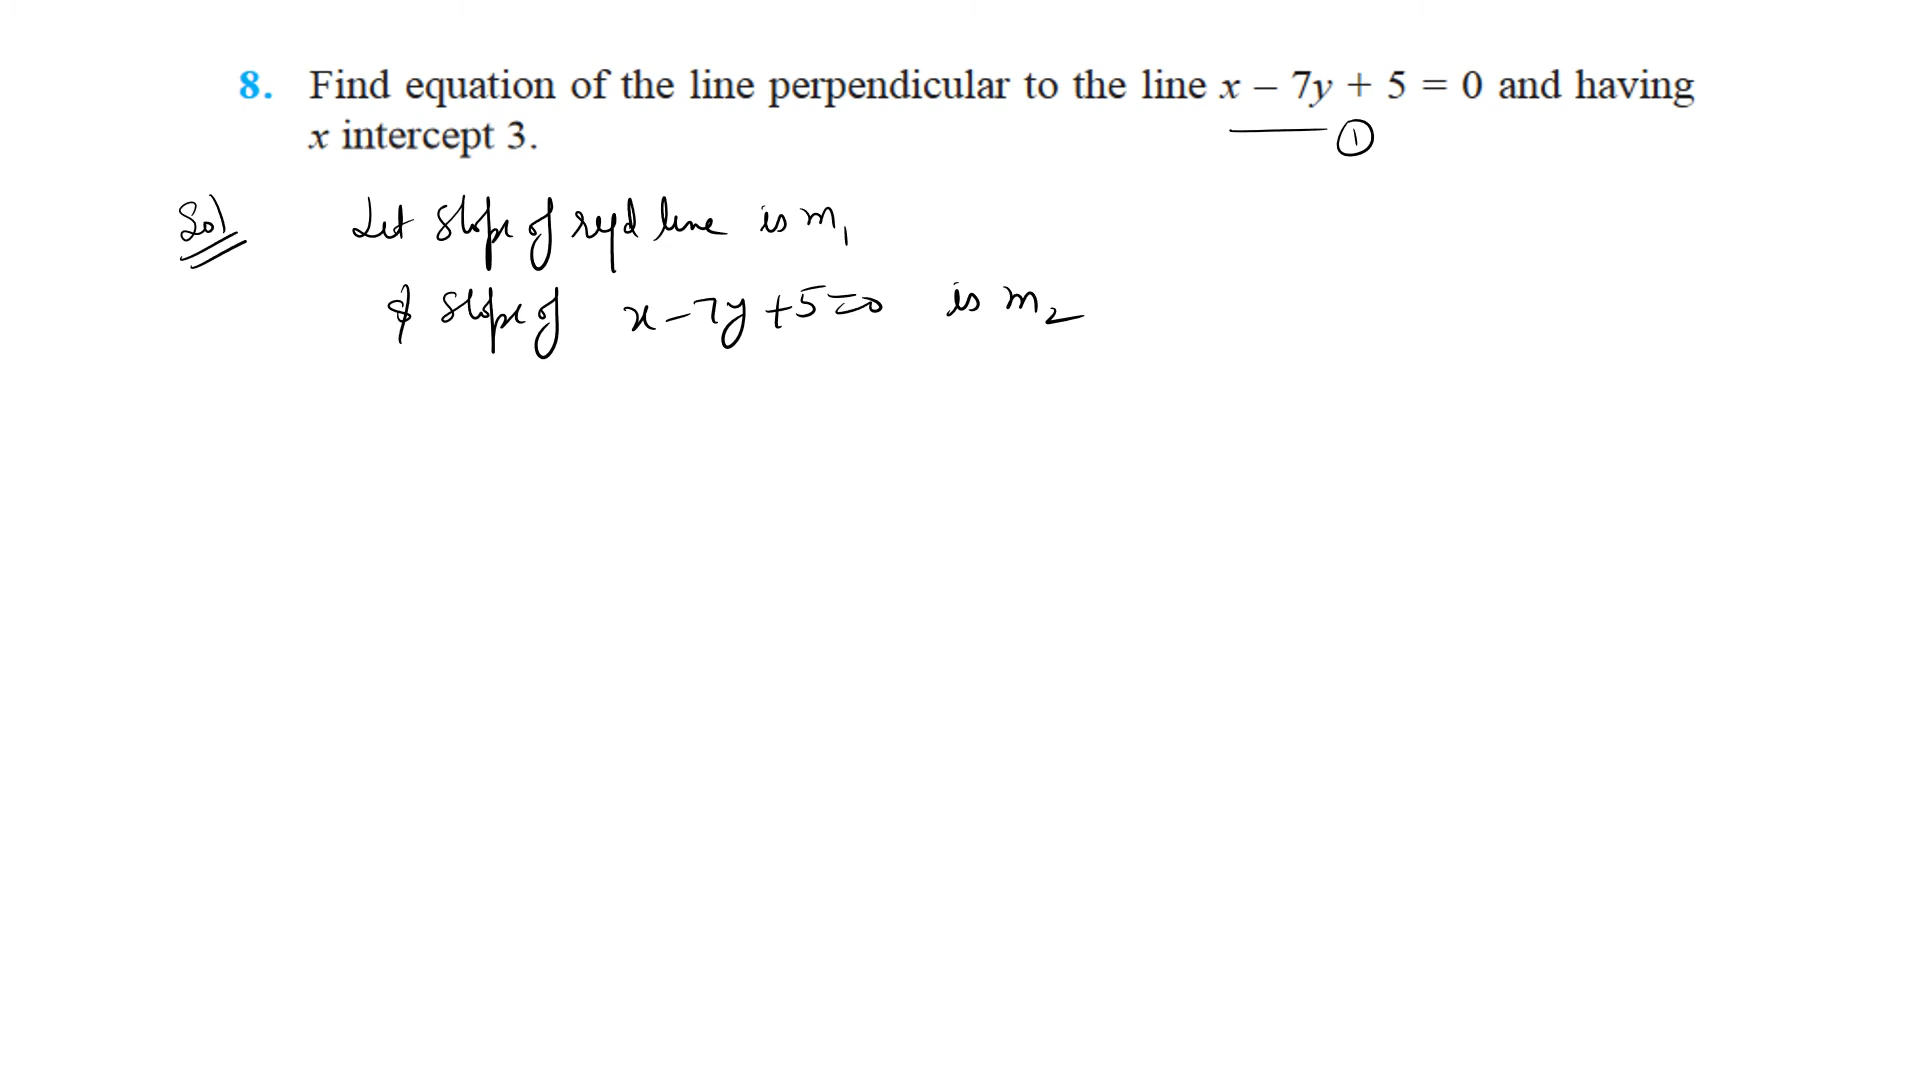 8. Find equation of the line perpendicular to the line x – 7y + 5 = 0 and having
x intercept 3.
——— ①
Sol Let slope of reqd line is m₁
& slope of x – 7y + 5 = 0 is m₂